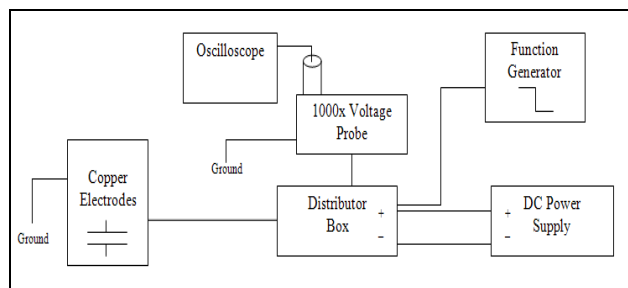 Oscilloscope
Function
Generator
1000x Voltage
Probe
Ground
Copper
Electrodes
Ground
Distributor
Box
+
−
+
−
DC Power
Supply